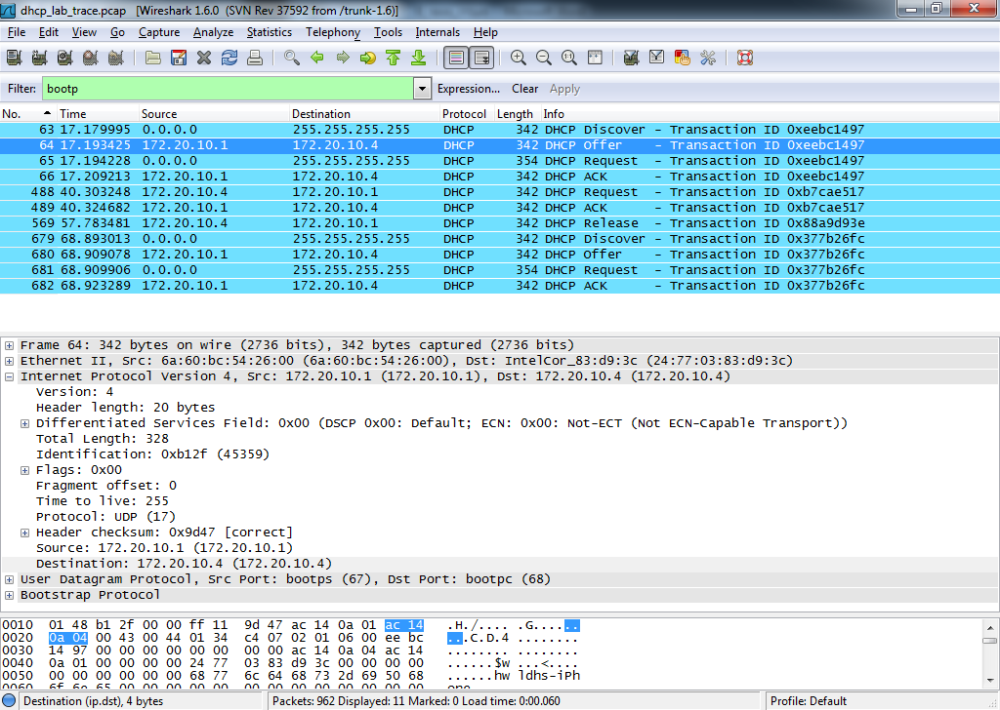 dhcp_lab_trace.pcap [Wireshark 1.6.0 (SVN Rev 37592 from /trunk-1.6)]
File Edit View Go Capture Analyze Statistics Telephony Tools Internals Help
Filter: bootp Expression... Clear Apply
No. Time Source Destination Protocol Length Info
63 17.179995 0.0.0.0 255.255.255.255 DHCP 342 DHCP Discover - Transaction ID 0xeebc1497
64 17.193425 172.20.10.1 172.20.10.4 DHCP 342 DHCP Offer - Transaction ID 0xeebc1497
65 17.194228 0.0.0.0 255.255.255.255 DHCP 354 DHCP Request - Transaction ID 0xeebc1497
66 17.209213 172.20.10.1 172.20.10.4 DHCP 342 DHCP ACK - Transaction ID 0xeebc1497
488 40.303248 172.20.10.4 172.20.10.1 DHCP 342 DHCP Request - Transaction ID 0xb7cae517
489 40.324682 172.20.10.1 172.20.10.4 DHCP 342 DHCP ACK - Transaction ID 0xb7cae517
569 57.783481 172.20.10.4 172.20.10.1 DHCP 342 DHCP Release - Transaction ID 0x88a9d93e
679 68.893013 0.0.0.0 255.255.255.255 DHCP 342 DHCP Discover - Transaction ID 0x377b26fc
680 68.909078 172.20.10.1 172.20.10.4 DHCP 342 DHCP Offer - Transaction ID 0x377b26fc
681 68.909906 0.0.0.0 255.255.255.255 DHCP 354 DHCP Request - Transaction ID 0x377b26fc
682 68.923289 172.20.10.1 172.20.10.4 DHCP 342 DHCP ACK - Transaction ID 0x377b26fc
Frame 64: 342 bytes on wire (2736 bits), 342 bytes captured (2736 bits)
Ethernet II, Src: 6a:60:bc:54:26:00 (6a:60:bc:54:26:00), Dst: IntelCor_83:d9:3c (24:77:03:83:d9:3c)
Internet Protocol Version 4, Src: 172.20.10.1 (172.20.10.1), Dst: 172.20.10.4 (172.20.10.4)
Version: 4
Header length: 20 bytes
Differentiated Services Field: 0x00 (DSCP 0x00: Default; ECN: 0x00: Not-ECT (Not ECN-Capable Transport))
Total Length: 328
Identification: 0xb12f (45359)
Flags: 0x00
Fragment offset: 0
Time to live: 255
Protocol: UDP (17)
Header checksum: 0x9d47 [correct]
Source: 172.20.10.1 (172.20.10.1)
Destination: 172.20.10.4 (172.20.10.4)
User Datagram Protocol, Src Port: bootps (67), Dst Port: bootpc (68)
Bootstrap Protocol
0010 01 48 b1 2f 00 00 ff 11 9d 47 ac 14 0a 01 ac 14 .H./.... .G......
0020 0a 04 00 43 00 44 01 34 c4 07 02 01 06 00 ee bc ...C.D.4 ........
0030 14 97 00 00 00 00 00 00 00 00 ac 14 0a 04 ac 14 ........ ........
0040 0a 01 00 00 00 00 24 77 03 83 d9 3c 00 00 00 00 ......$w ...<....
0050 00 00 00 00 00 00 68 77 6c 64 68 73 2d 69 50 68 ......hw ldhs-iPh
0060 6f 6e 65 00 00 00 00 00 00 00 00 00 00 00 00 00 one..... ........
Destination (ip.dst), 4 bytes
Packets: 962 Displayed: 11 Marked: 0 Load time: 0:00.060
Profile: Default